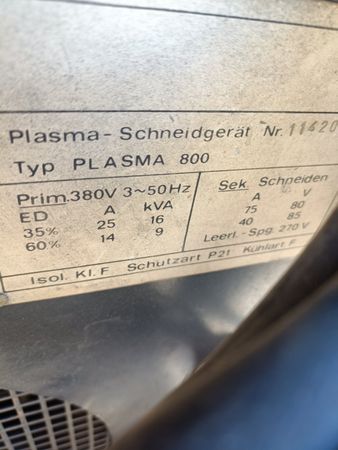 Plasma-Schneidgerät Nr. 11420
Typ PLASMA 800
Prim. 380V 3~50Hz
ED A kVA
35% 25 16
60% 14 9
Sek. Schneiden
A V
75 80
40 85
Leerl.-Spg. 270 V
Isol. Kl. F Schutzart P21 Kühlart F